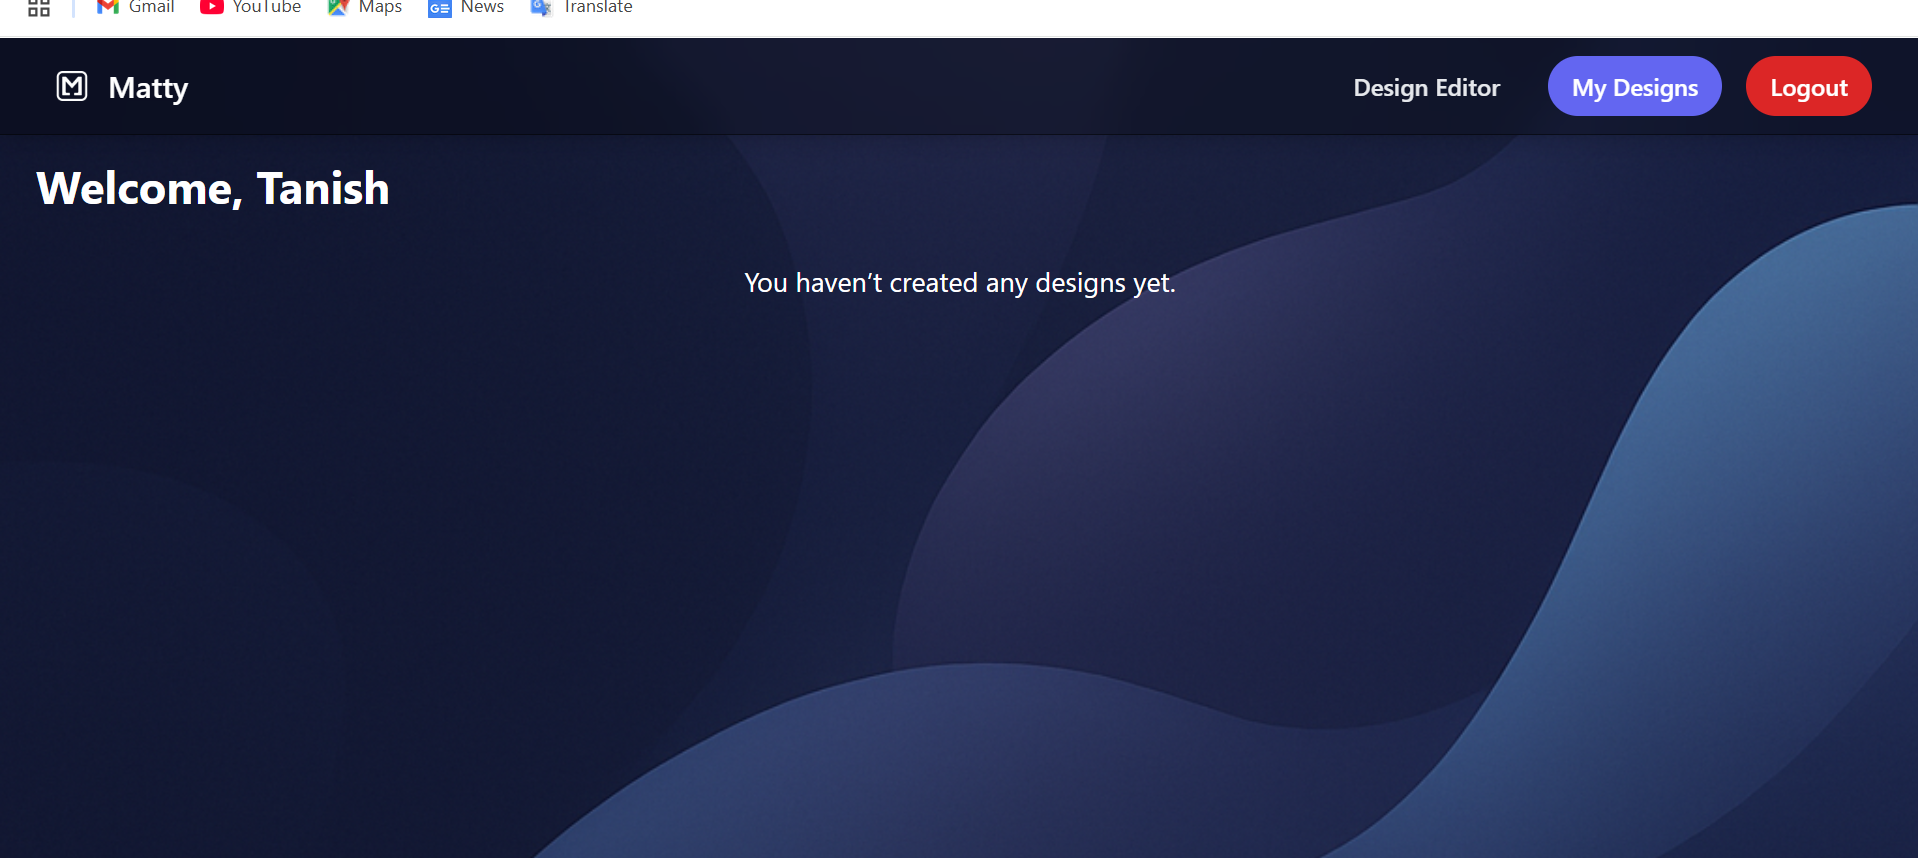 Gmail YouTube Maps News Translate
Matty Design Editor My Designs Logout
Welcome, Tanish
You haven’t created any designs yet.